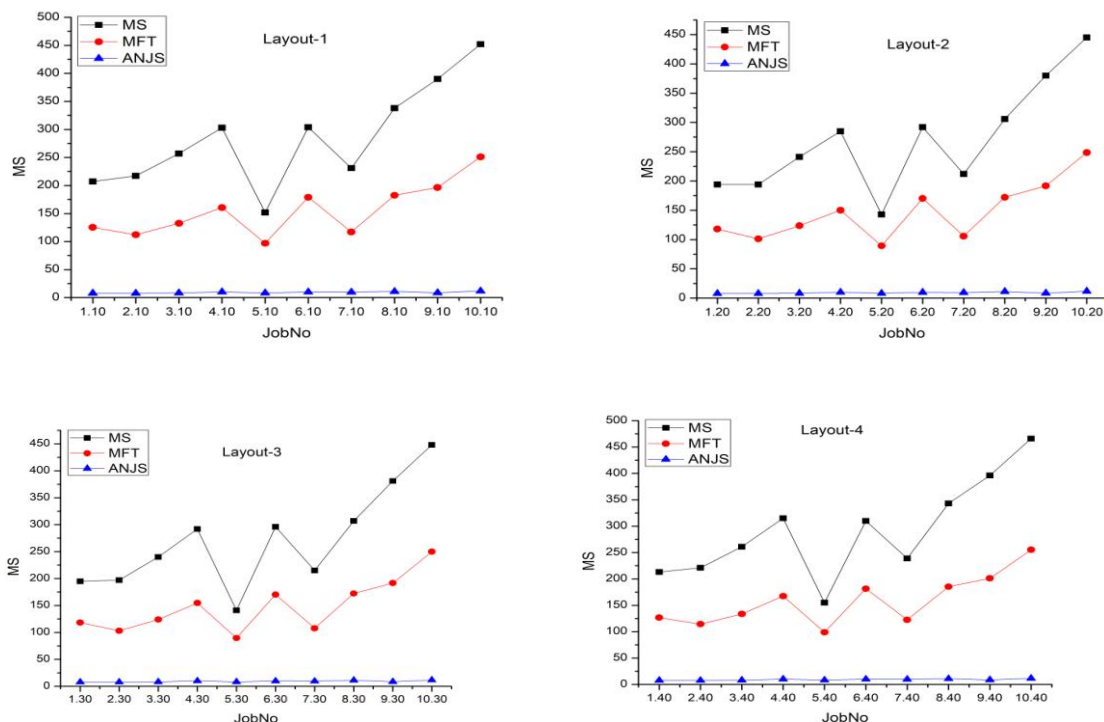 Layout-1
MS
MFT
ANJS
500
450
400
350
300
250
200
150
100
50
0
MS
1.10 2.10 3.10 4.10 5.10 6.10 7.10 8.10 9.10 10.10
JobNo
Layout-2
MS
MFT
ANJS
450
400
350
300
250
200
150
100
50
0
MS
1.20 2.20 3.20 4.20 5.20 6.20 7.20 8.20 9.20 10.20
JobNo
Layout-3
MS
MFT
ANJS
450
400
350
300
250
200
150
100
50
0
MS
1.30 2.30 3.30 4.30 5.30 6.30 7.30 8.30 9.30 10.30
JobNo
Layout-4
MS
MFT
ANJS
500
450
400
350
300
250
200
150
100
50
0
MS
1.40 2.40 3.40 4.40 5.40 6.40 7.40 8.40 9.40 10.40
JobNo